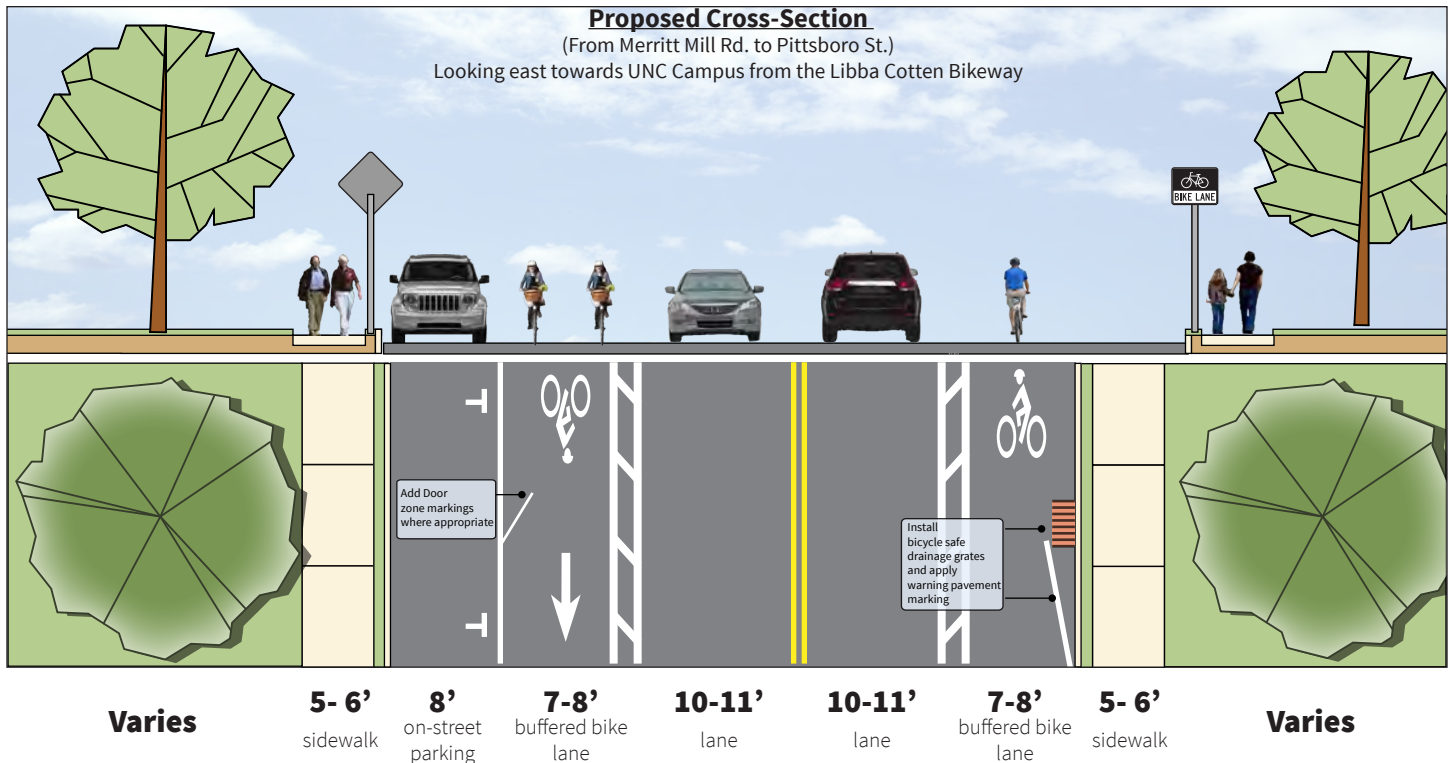 Proposed Cross-Section
(From Merritt Mill Rd. to Pittsboro St.)
Looking east towards UNC Campus from the Libba Cotten Bikeway
BIKE LANE
Add Door
zone markings
where appropriate
Install
bicycle safe
drainage grates
and apply
warning pavement
marking
Varies
5- 6’
sidewalk
8’
on-street
parking
7-8’
buffered bike
lane
10-11’
lane
10-11’
lane
7-8’
buffered bike
lane
5- 6’
sidewalk
Varies